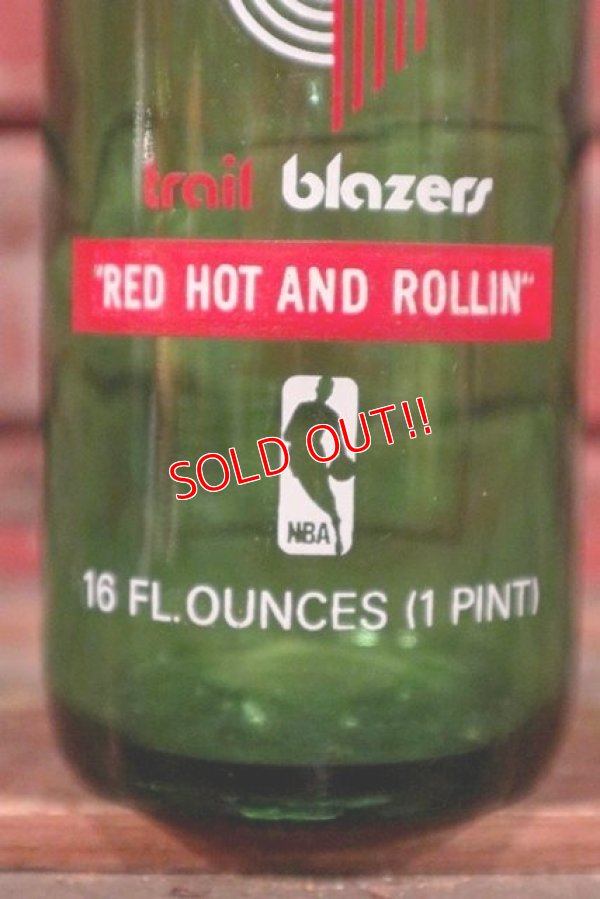 trail blazers
"RED HOT AND ROLLIN"
SOLD OUT!!
NBA
16 FL. OUNCES (1 PINT)